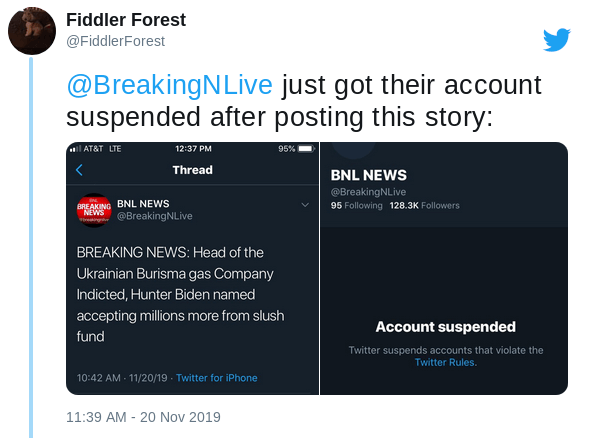 Fiddler Forest
@FiddlerForest
@BreakingNLive just got their account
suspended after posting this story:
AT&T LTE 12:37 PM 95%
Thread
BNL NEWS
@BreakingNLive
BREAKING NEWS: Head of the
Ukrainian Burisma gas Company
Indicted, Hunter Biden named
accepting millions more from slush
fund
10:42 AM · 11/20/19 · Twitter for iPhone
BNL NEWS
@BreakingNLive
95 Following 128.3K Followers
Account suspended
Twitter suspends accounts that violate the
Twitter Rules.
11:39 AM - 20 Nov 2019